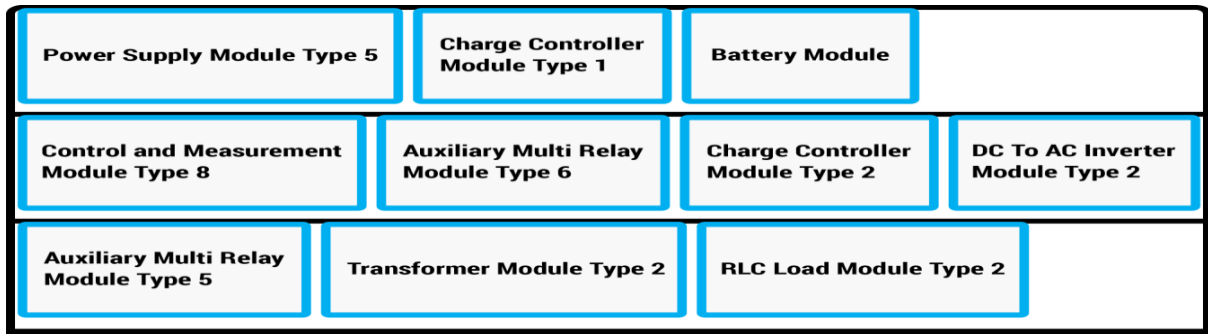 Power Supply Module Type 5
Charge Controller
Module Type 1
Battery Module
Control and Measurement
Module Type 8
Auxiliary Multi Relay
Module Type 6
Charge Controller
Module Type 2
DC To AC Inverter
Module Type 2
Auxiliary Multi Relay
Module Type 5
Transformer Module Type 2
RLC Load Module Type 2